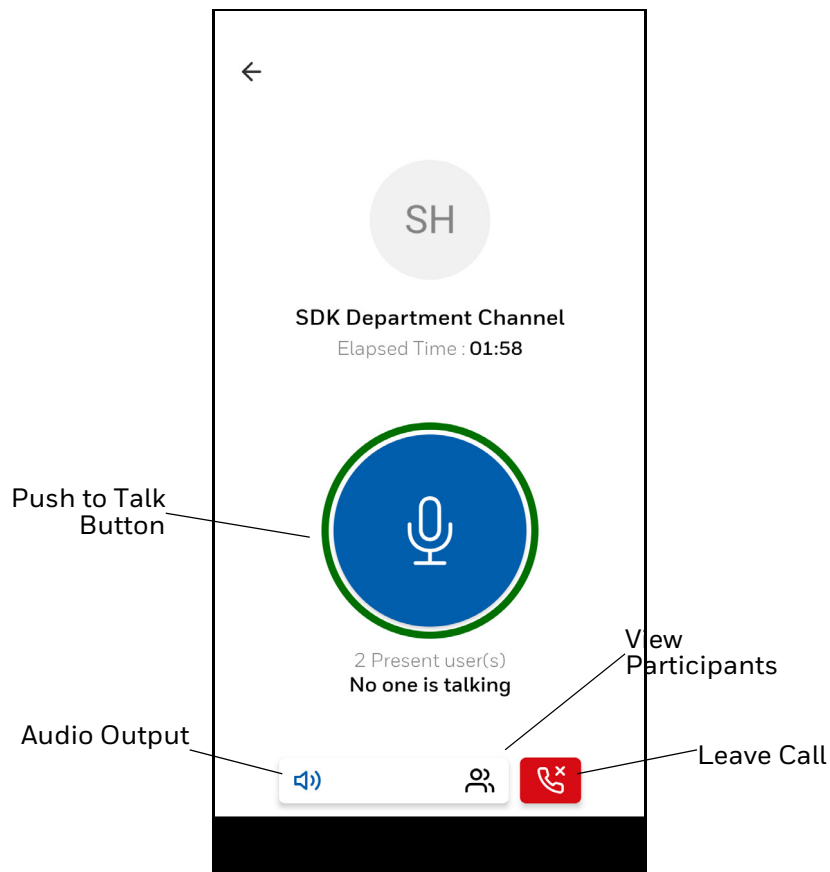 SH
SDK Department Channel
Elapsed Time : 01:58
Push to Talk
Button
2 Present user(s)
No one is talking
View
Participants
Audio Output
Leave Call